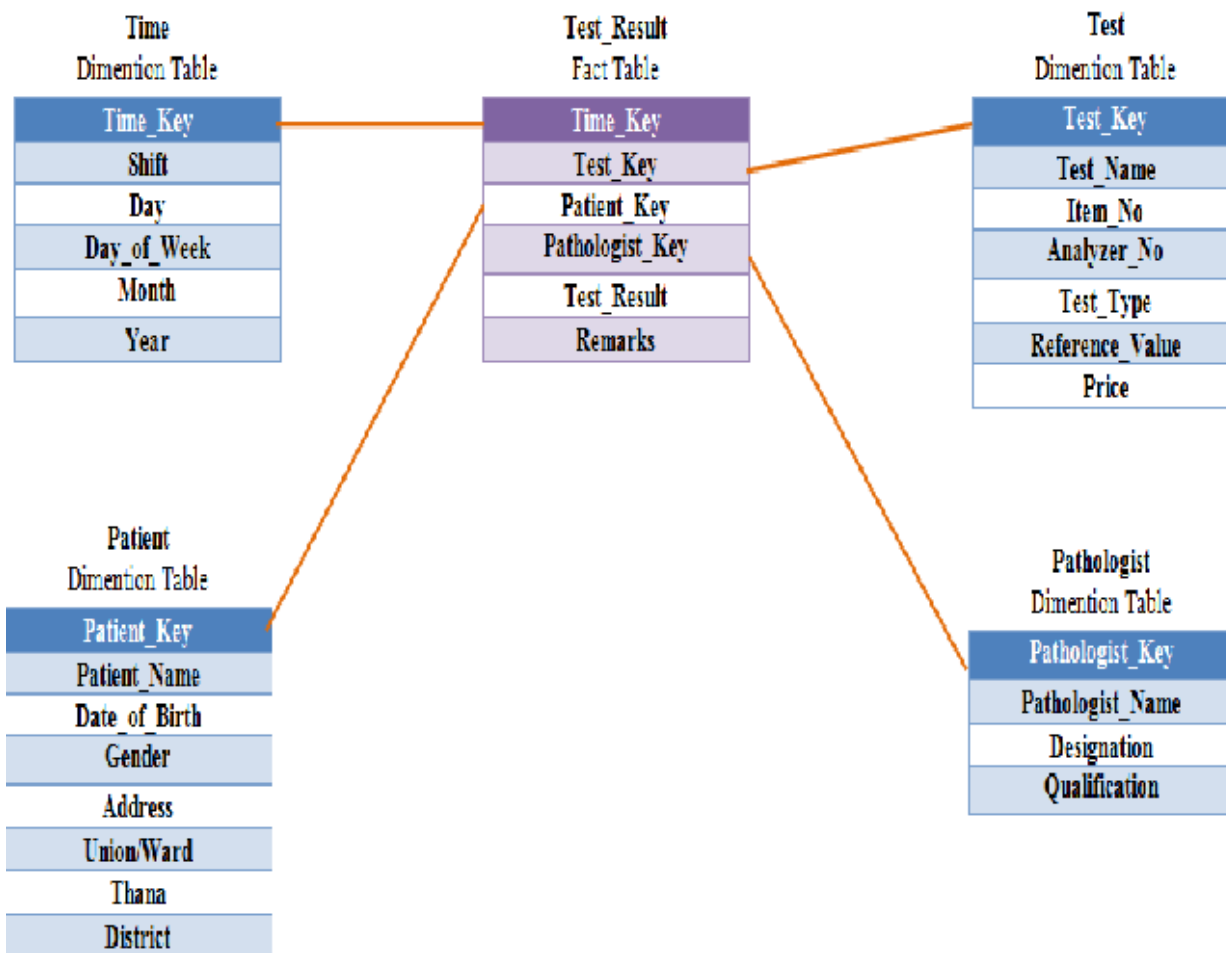 Time
Dimention Table
Time_Key
Shift
Day
Day_of_Week
Month
Year
Test_Result
Fact Table
Time_Key
Test_Key
Patient_Key
Pathologist_Key
Test_Result
Remarks
Test
Dimention Table
Test_Key
Test_Name
Item_No
Analyzer_No
Test_Type
Reference_Value
Price
Patient
Dimention Table
Patient_Key
Patient_Name
Date_of_Birth
Gender
Address
Union/Ward
Thana
District
Pathologist
Dimention Table
Pathologist_Key
Pathologist_Name
Designation
Qualification